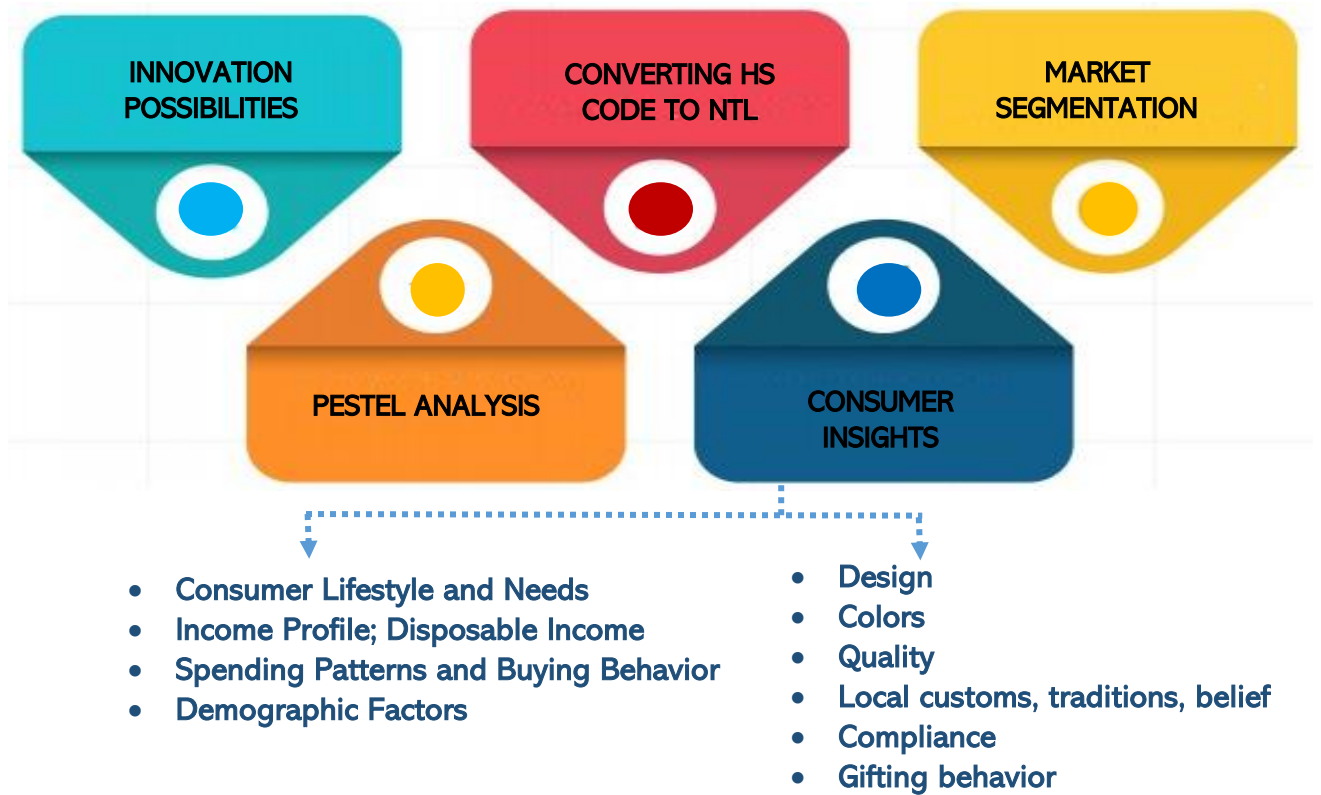 INNOVATION
POSSIBILITIES
CONVERTING HS
CODE TO NTL
MARKET
SEGMENTATION
PESTEL ANALYSIS
CONSUMER
INSIGHTS
• Consumer Lifestyle and Needs
• Income Profile; Disposable Income
• Spending Patterns and Buying Behavior
• Demographic Factors
• Design
• Colors
• Quality
• Local customs, traditions, belief
• Compliance
• Gifting behavior